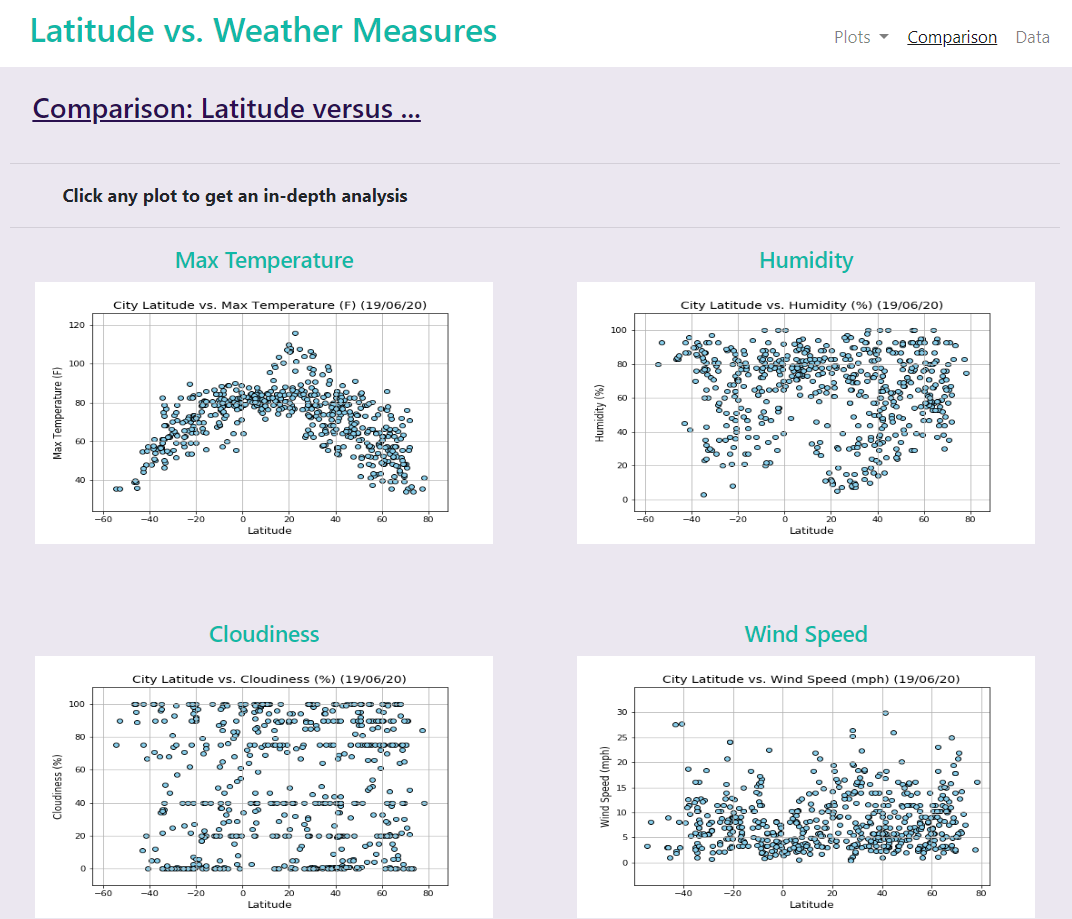 Latitude vs. Weather Measures
Plots Comparison Data
Comparison: Latitude versus ...
Click any plot to get an in-depth analysis
Max Temperature
City Latitude vs. Max Temperature (F) (19/06/20)
Max Temperature (F)
120
100
80
60
40
−60 −40 −20 0 20 40 60 80
Latitude
Humidity
City Latitude vs. Humidity (%) (19/06/20)
Humidity (%)
100
80
60
40
20
0
−60 −40 −20 0 20 40 60 80
Latitude
Cloudiness
City Latitude vs. Cloudiness (%) (19/06/20)
Cloudiness (%)
100
80
60
40
20
0
−60 −40 −20 0 20 40 60 80
Latitude
Wind Speed
City Latitude vs. Wind Speed (mph) (19/06/20)
Wind Speed (mph)
30
25
20
15
10
5
0
−40 −20 0 20 40 60 80
Latitude